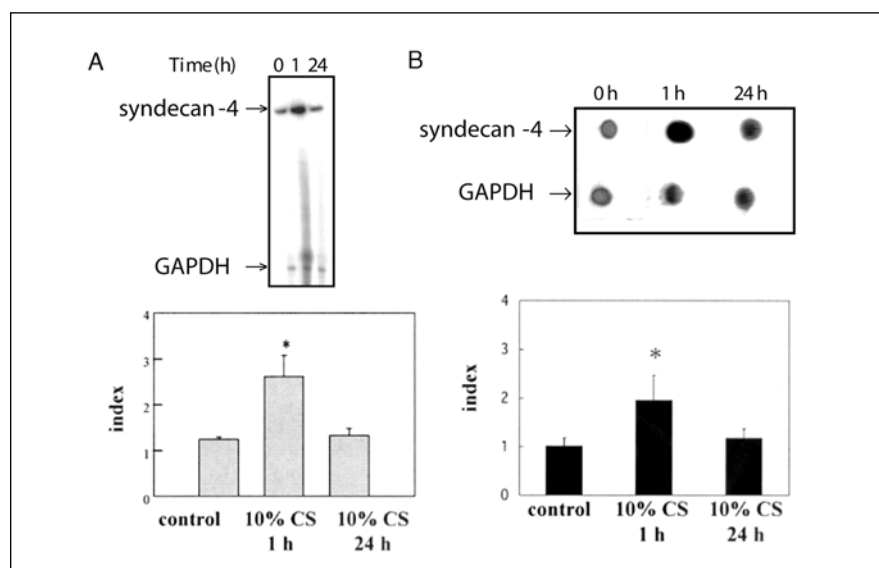 A
Time(h) 0 1 24
syndecan -4
GAPDH
4
3
2
1
0
index
control 10% CS 10% CS
1 h 24 h
B
0 h 1 h 24 h
syndecan -4
GAPDH
4
3
2
1
0
index
control 10% CS 10% CS
1 h 24 h
*
*